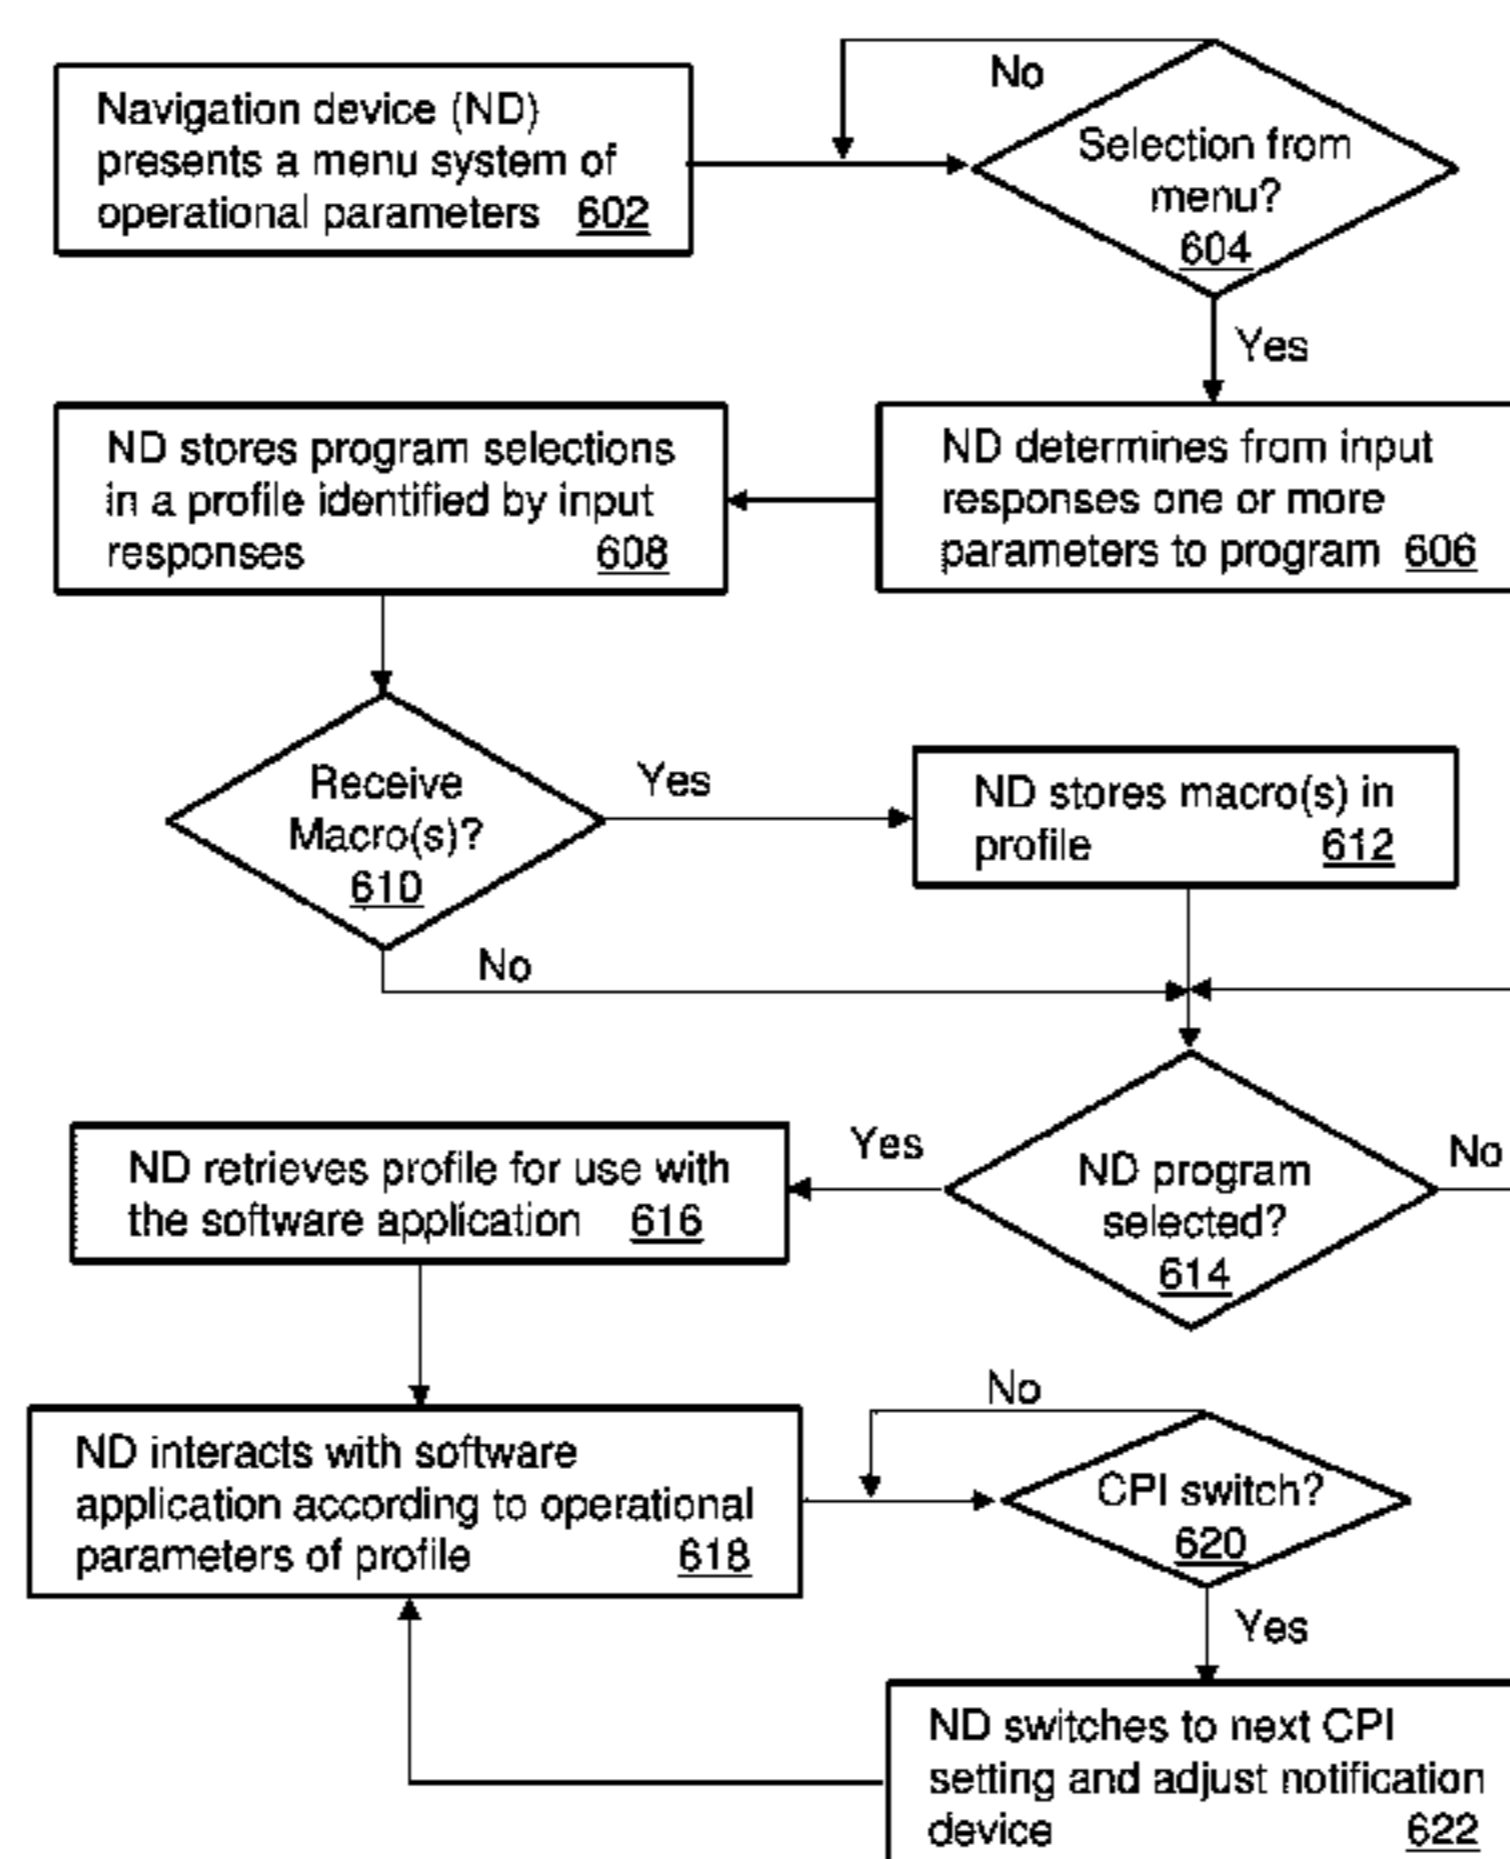 Navigation device (ND)
presents a menu system of
operational parameters 602
No
Selection from
menu?
604
Yes
ND determines from input
responses one or more
parameters to program 606
ND stores program selections
in a profile identified by input
responses 608
Receive
Macro(s)?
610
Yes
ND stores macro(s) in
profile 612
No
ND program
selected?
614
No
Yes
ND retrieves profile for use with
the software application 616
ND interacts with software
application according to operational
parameters of profile 618
No
CPI switch?
620
Yes
ND switches to next CPI
setting and adjust notification
device 622